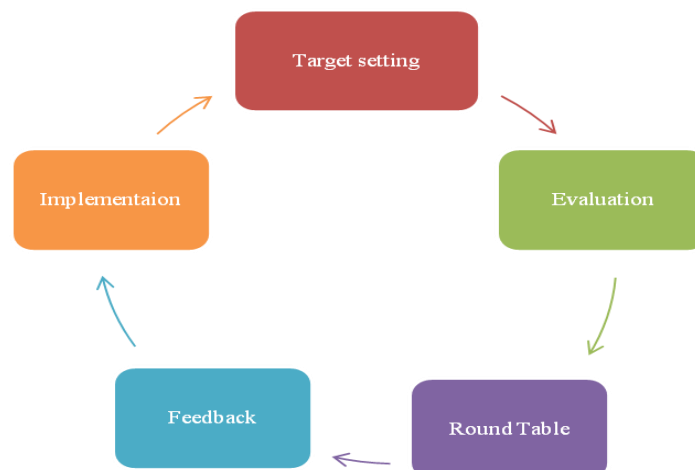 Target setting
Evaluation
Round Table
Feedback
Implementaion